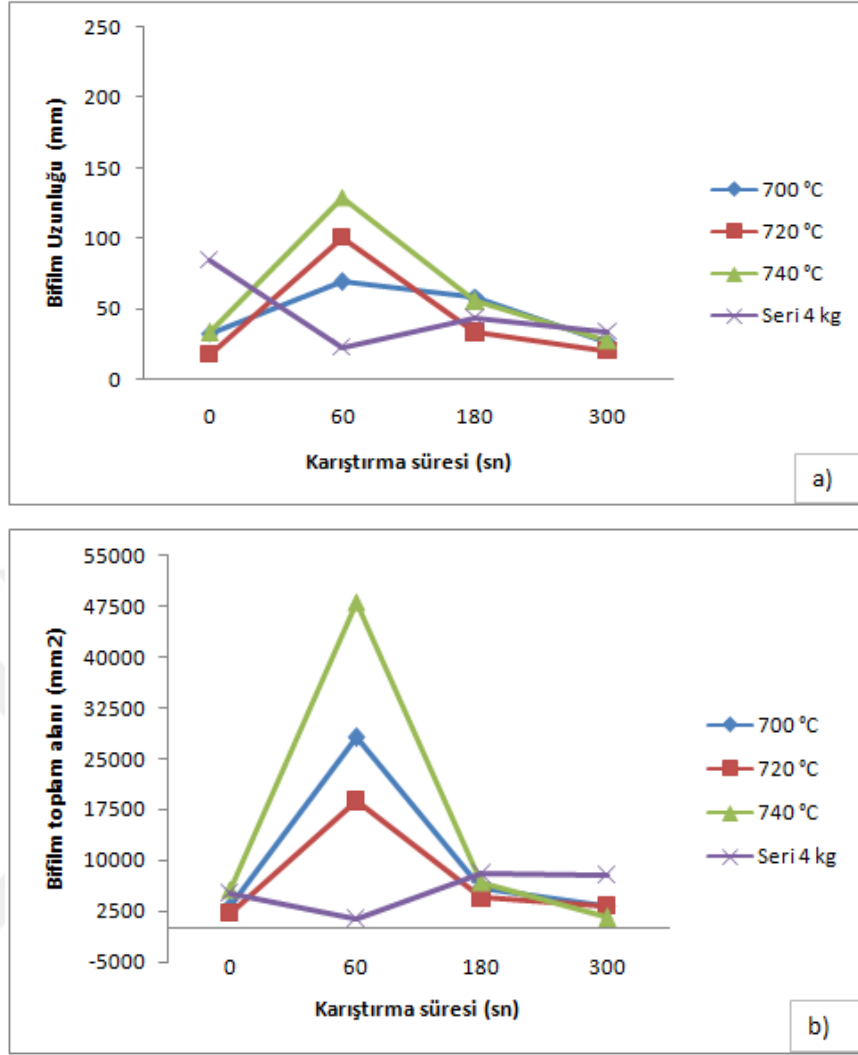 250
200
150
100
50
0
Bifilm Uzunluğu (mm)
0 60 180 300
Karıştırma süresi (sn)
700 °C
720 °C
740 °C
Seri 4 kg
a)
55000
47500
40000
32500
25000
17500
10000
2500
-5000
Bifilm toplam alanı (mm2)
0 60 180 300
Karıştırma süresi (sn)
700 °C
720 °C
740 °C
Seri 4 kg
b)